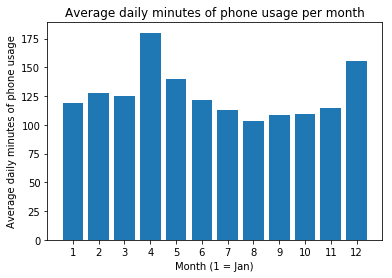 Average daily minutes of phone usage per month
Average daily minutes of phone usage
175
150
125
100
75
50
25
0
1 2 3 4 5 6 7 8 9 10 11 12
Month (1 = Jan)